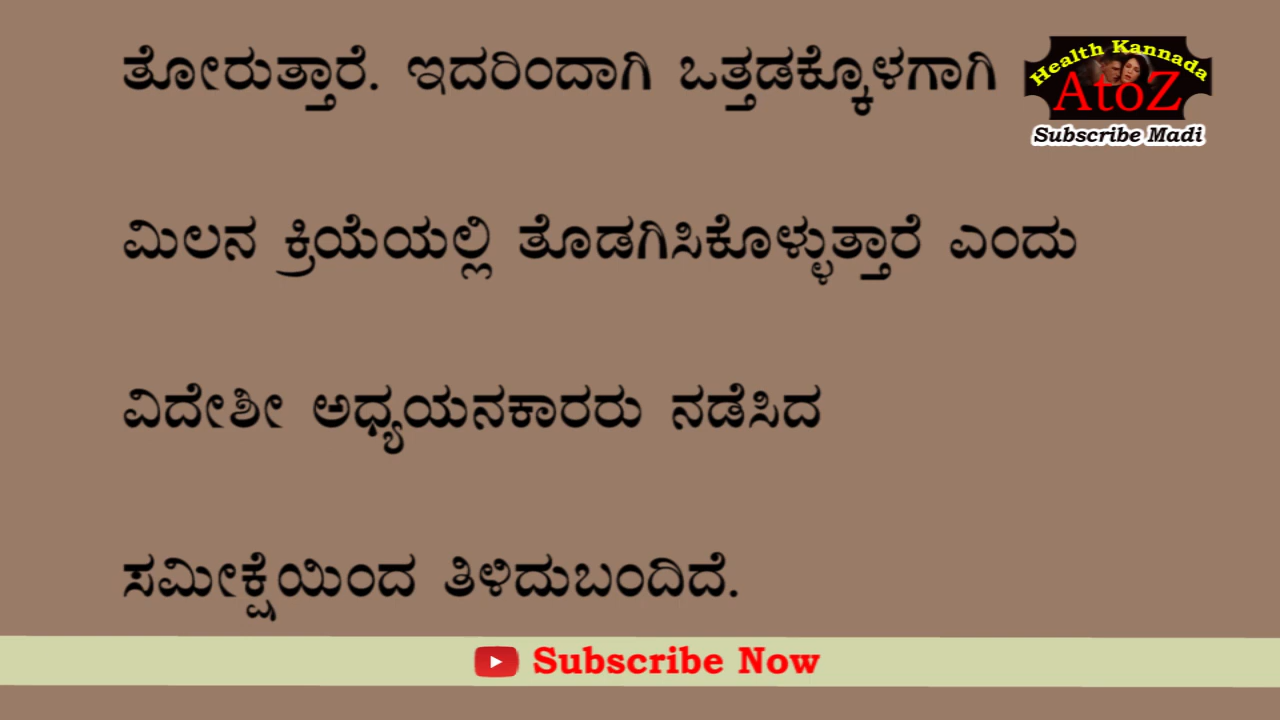 ತೋರುತ್ತಾರೆ. ಇದರಿಂದಾಗಿ ಒತ್ತಡಕ್ಕೊಳಗಾಗಿ
Health Kannada
AtoZ
Subscribe Madi
ಮಿಲನ ಕ್ರಿಯೆಯಲ್ಲಿ ತೊಡಗಿಸಿಕೊಳ್ಳುತ್ತಾರೆ ಎಂದು
ವಿದೇಶೀ ಅಧ್ಯಯನಕಾರರು ನಡೆಸಿದ
ಸಮೀಕ್ಷೆಯಿಂದ ತಿಳಿದುಬಂದಿದೆ.
Subscribe Now